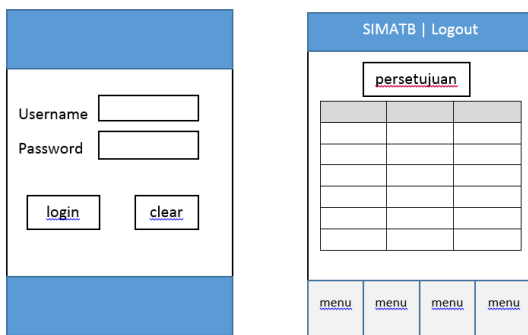 Username
Password
login clear
SIMATB | Logout
persetujuan
menu menu menu menu